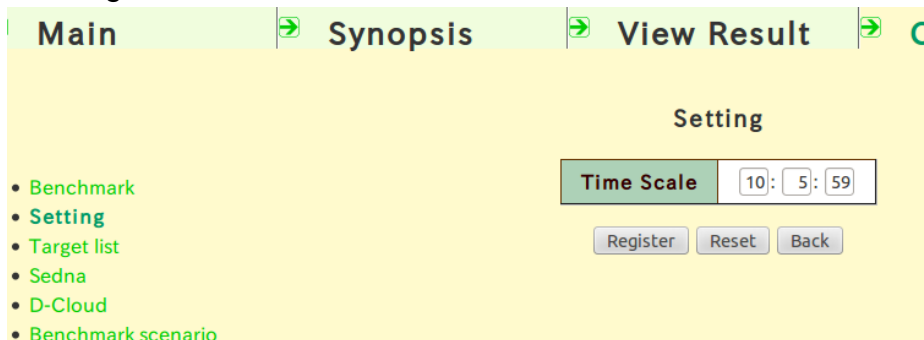 Main
Synopsis
View Result
Setting
Time Scale 10: 5: 59
Register Reset Back
Benchmark
Setting
Target list
Sedna
D-Cloud
Benchmark scenario